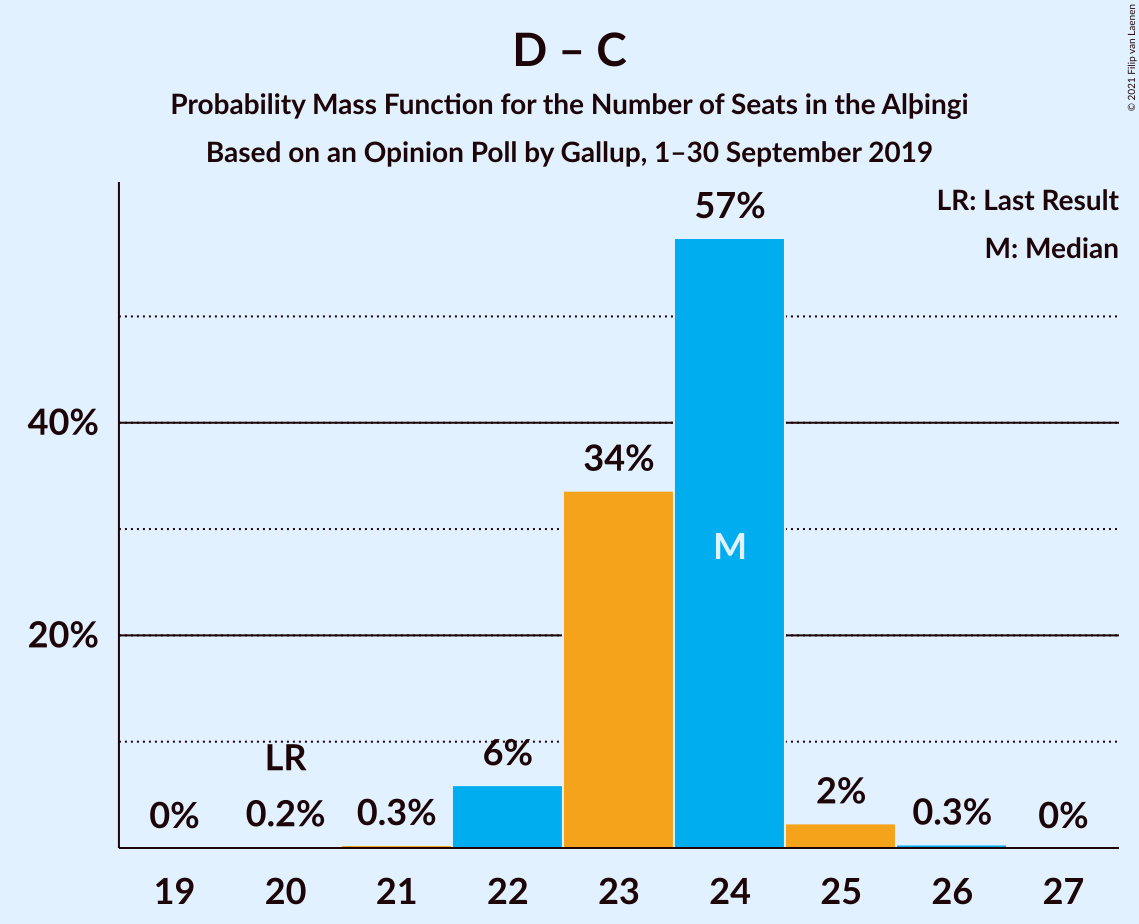 D – C
Probability Mass Function for the Number of Seats in the Alþingi
Based on an Opinion Poll by Gallup, 1–30 September 2019
© 2021 Filip van Laenen
LR: Last Result
M: Median
57%
40%
34%
M
20%
LR
6%
0%
0.2%
0.3%
2%
0.3%
0%
19 20 21 22 23 24 25 26 27